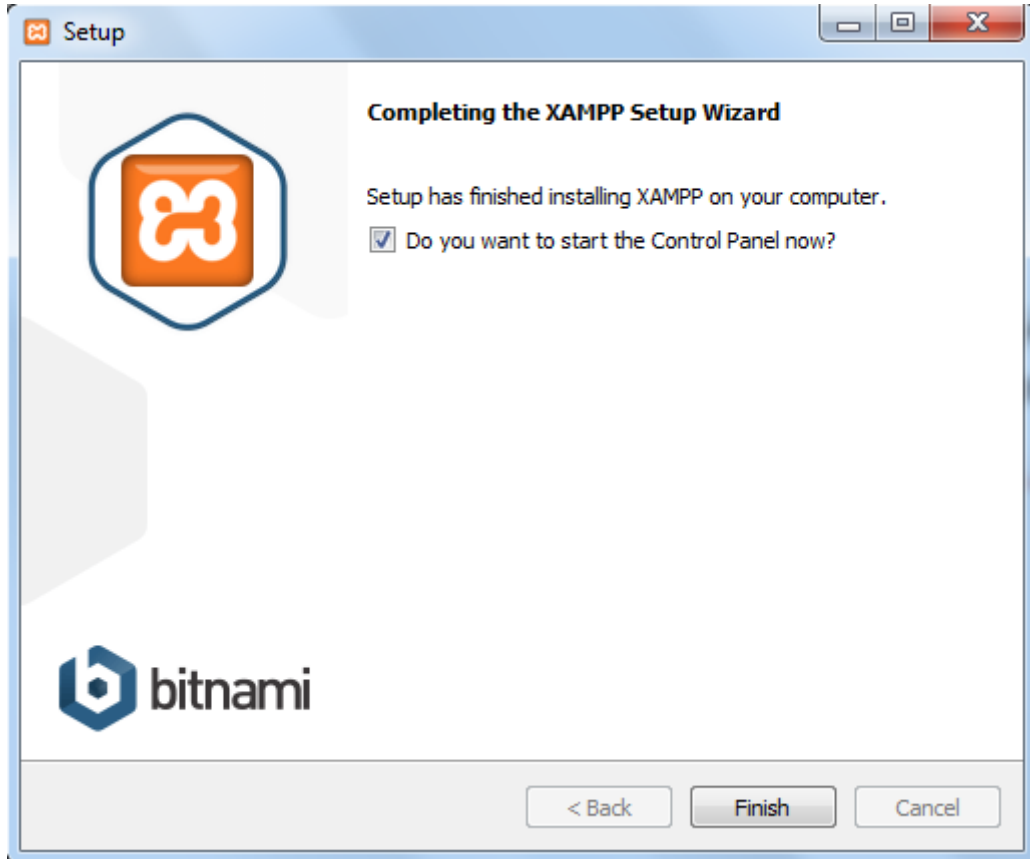 Setup
Completing the XAMPP Setup Wizard
Setup has finished installing XAMPP on your computer.
Do you want to start the Control Panel now?
bitnami
< Back
Finish
Cancel